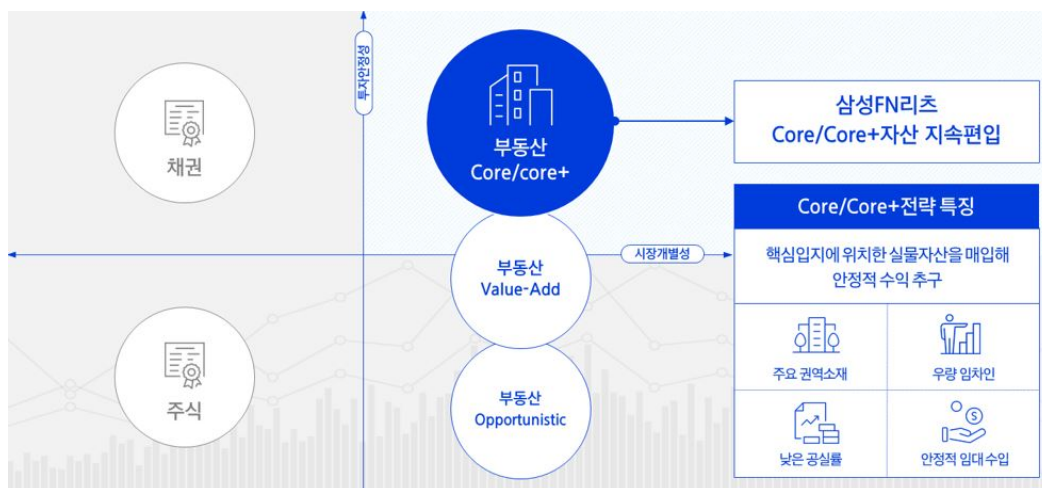 투자안정성
채권
부동산
Core/core+
삼성FN리츠
Core/Core+자산 지속편입
Core/Core+전략 특징
시장개별성
핵심입지에 위치한 실물자산을 매입해
안정적 수익 추구
부동산
Value-Add
주요 권역소재
우량 임차인
주식
부동산
Opportunistic
낮은 공실률
안정적 임대 수입